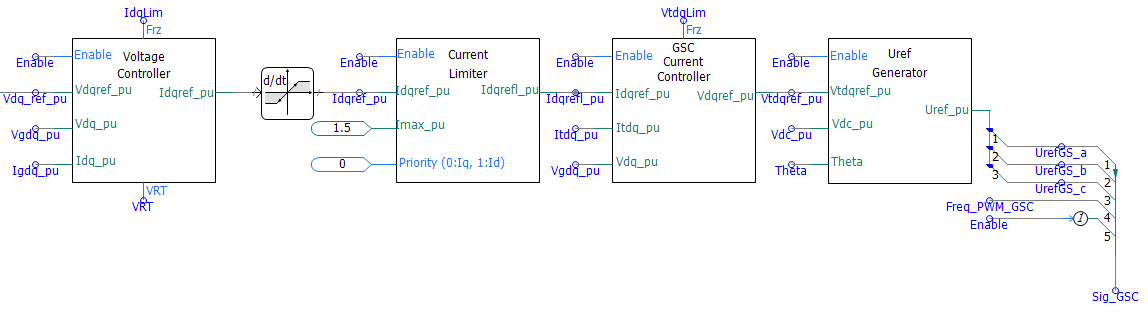 IdqLim
Frz
Enable
Enable
Voltage
Controller
Vdq_ref_pu
Vdqref_pu
Idqref_pu
Vgdq_pu
Vdq_pu
Igdq_pu
Idq_pu
VRT
VRT
d/dt
Enable
Enable
Current
Limiter
Idqref_pu
Idqref_pu
Idqrefl_pu
1.5
Imax_pu
0
Priority (0:Iq, 1:Id)
VtdqLim
Frz
Enable
Enable
GSC
Current
Controller
Idqrefl_pu
Idqref_pu
Vdqref_pu
Itdq_pu
Itdq_pu
Vgdq_pu
Vdq_pu
Enable
Enable
Uref
Generator
Vtdqref_pu
Vtdqref_pu
Uref_pu
Vdc_pu
Vdc_pu
Theta
Theta
1
UrefGS_a
1
2
UrefGS_b
2
3
UrefGS_c
3
Freq_PWM_GSC
4
Enable
1
5
Sig_GSC